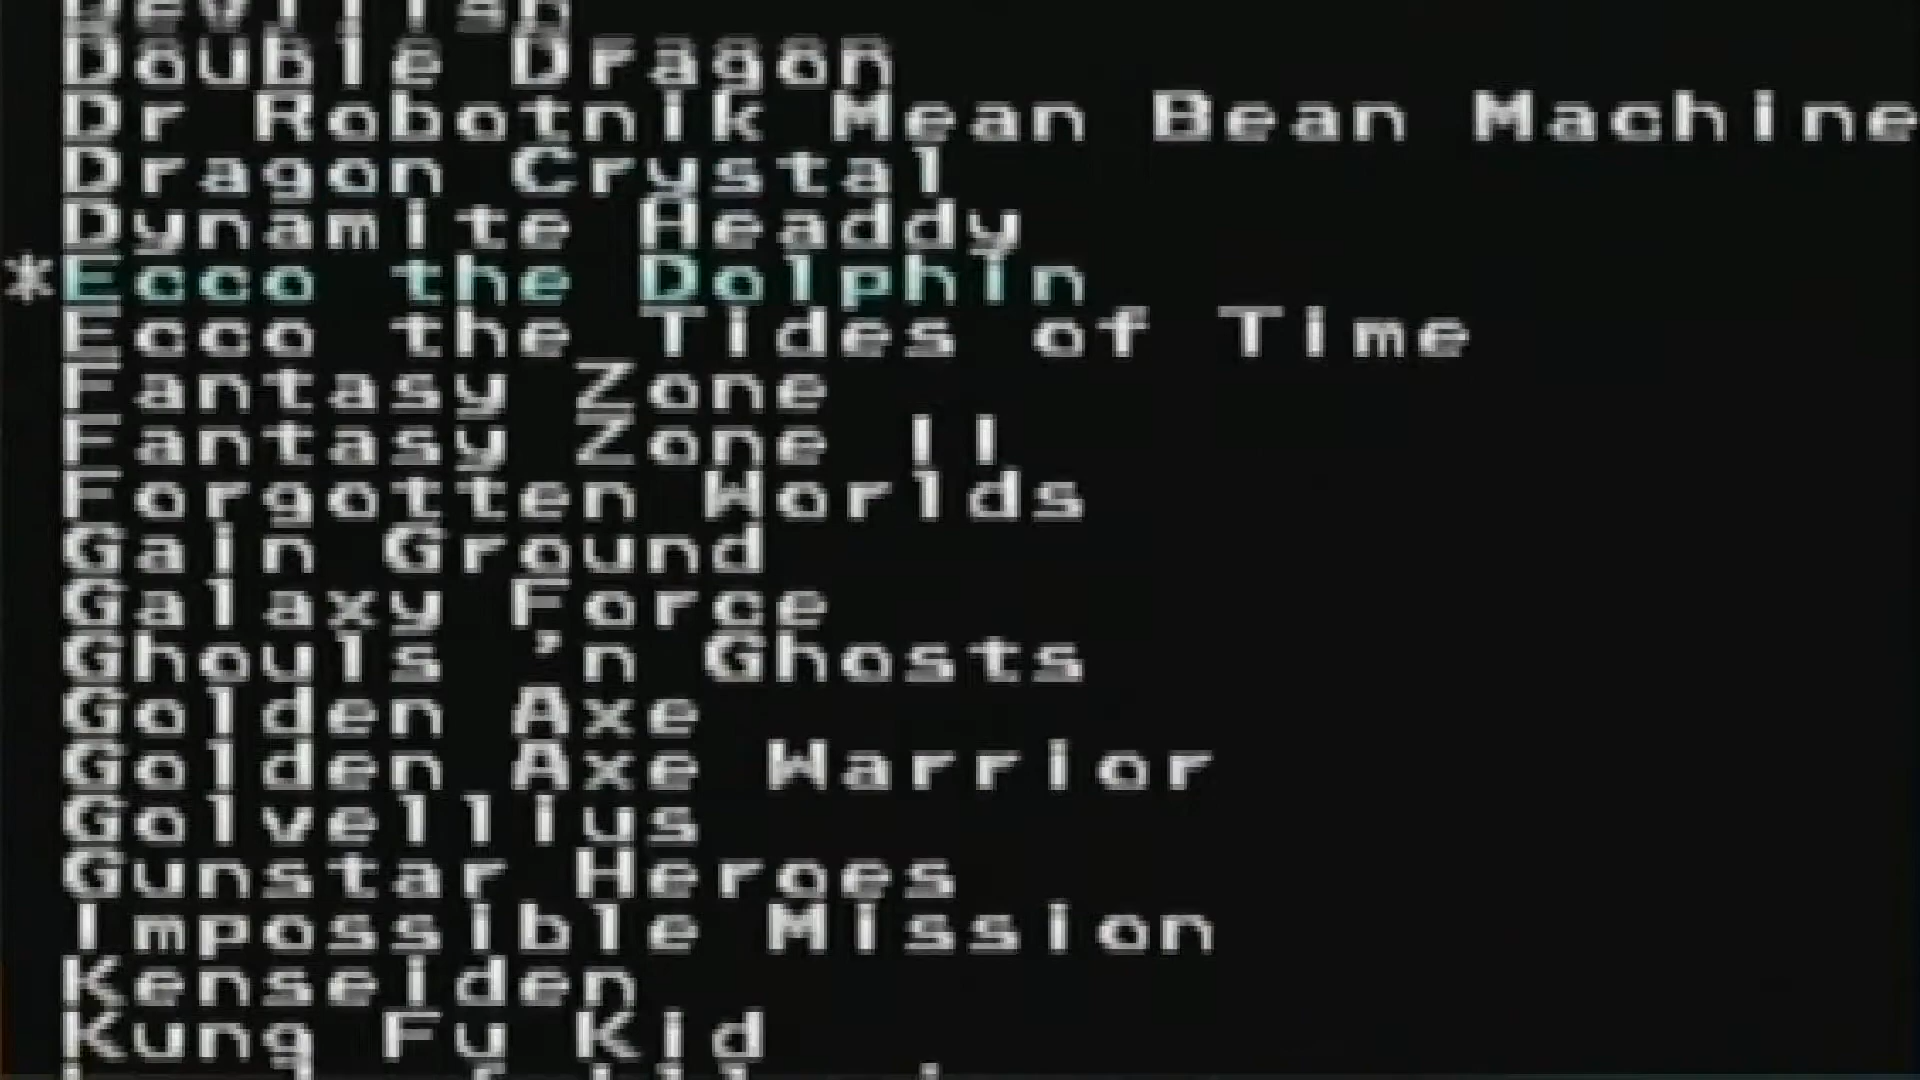 Devilish
Double Dragon
Dr Robotnik Mean Bean Machine
Dragon Crystal
Dynamite Headdy
*Ecco the Dolphin
Ecco the Tides of Time
Fantasy Zone
Fantasy Zone II
Forgotten Worlds
Gain Ground
Galaxy Force
Ghouls 'n Ghosts
Golden Axe
Golden Axe Warrior
Golvellius
Gunstar Heroes
Impossible Mission
Kenseiden
Kung Fu Kid